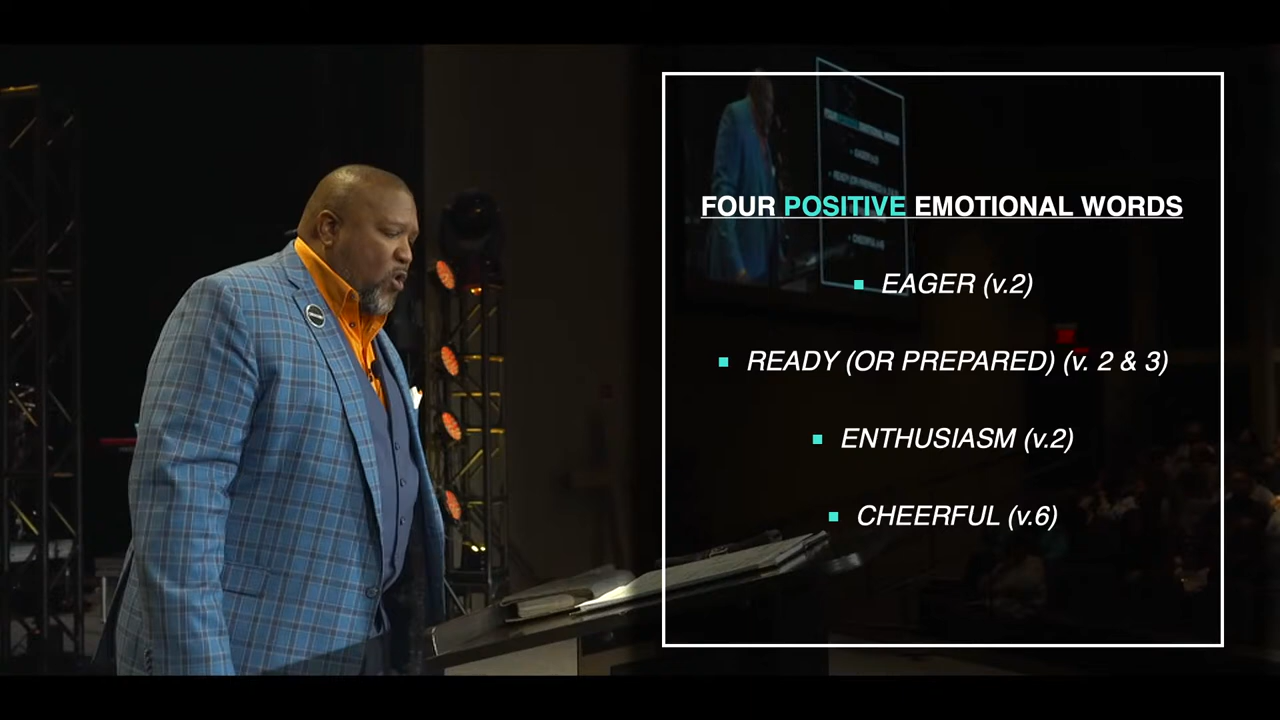 FOUR POSITIVE EMOTIONAL WORDS
▪ EAGER (v.2)
▪ READY (OR PREPARED) (v. 2 & 3)
▪ ENTHUSIASM (v.2)
▪ CHEERFUL (v.6)